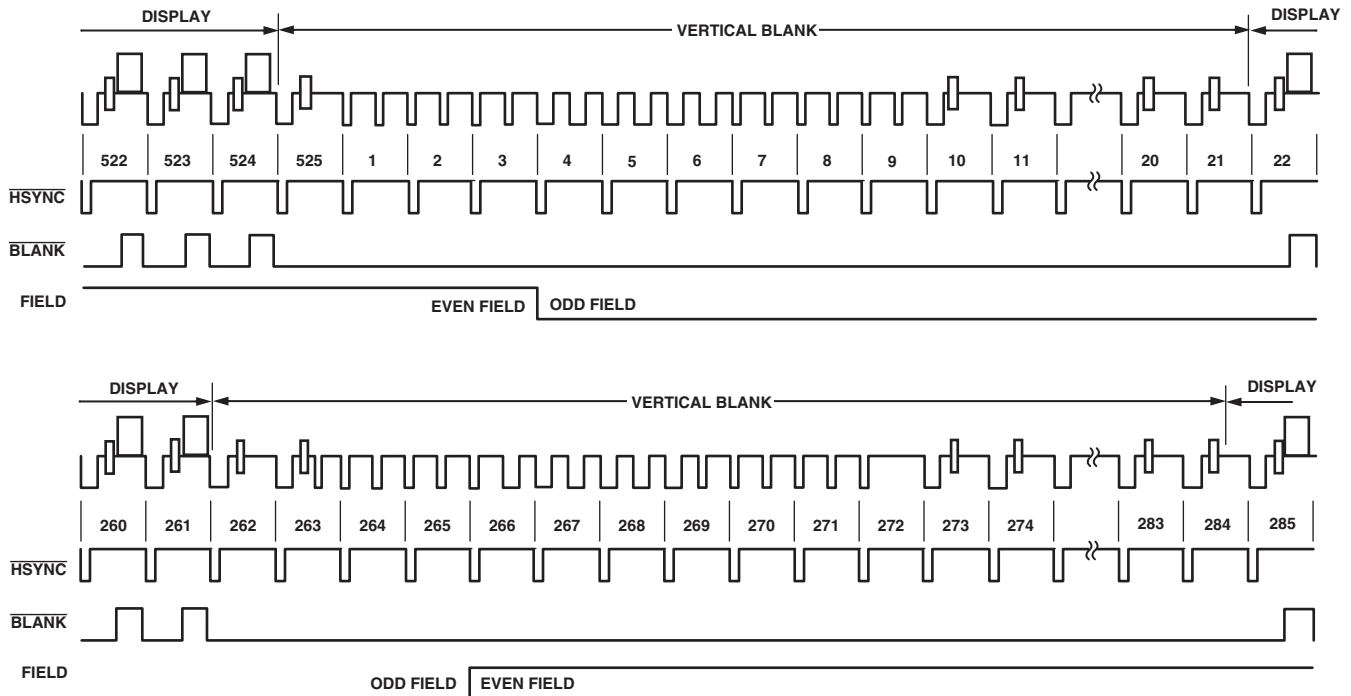 DISPLAY VERTICAL BLANK DISPLAY
522 523 524 525 1 2 3 4 5 6 7 8 9 10 11 20 21 22
HSYNC
BLANK
FIELD EVEN FIELD ODD FIELD
DISPLAY VERTICAL BLANK DISPLAY
260 261 262 263 264 265 266 267 268 269 270 271 272 273 274 283 284 285
HSYNC
BLANK
FIELD ODD FIELD EVEN FIELD